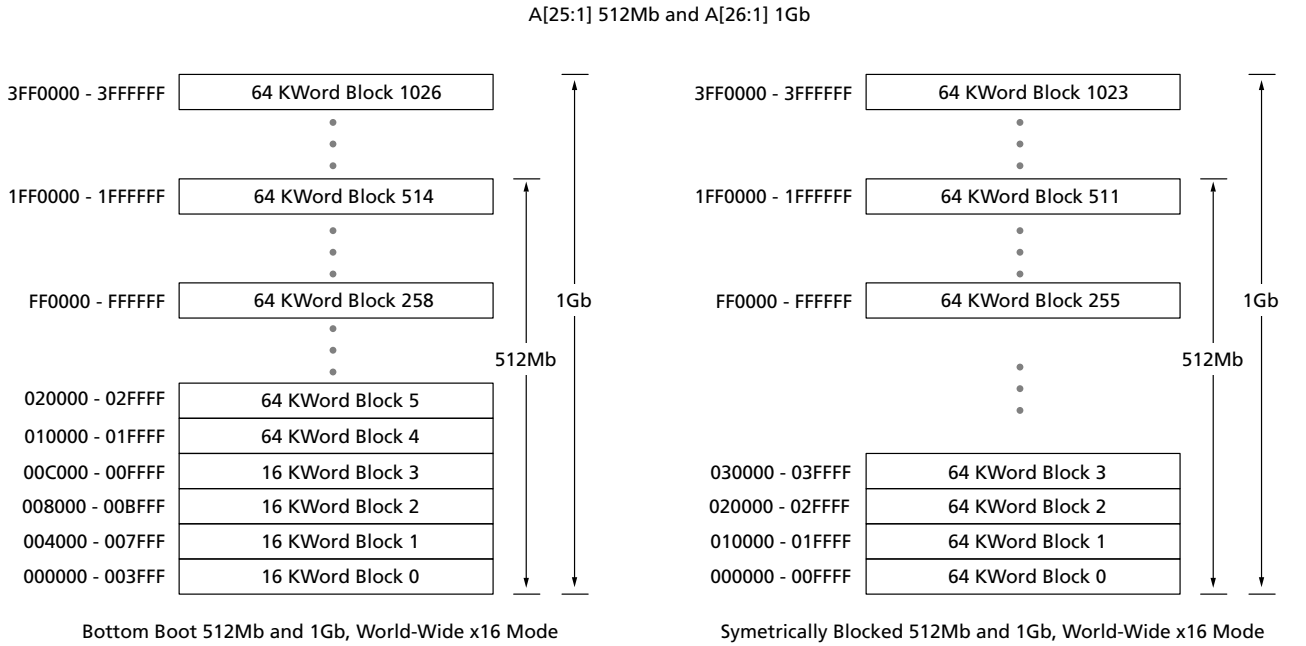 A[25:1] 512Mb and A[26:1] 1Gb
3FF0000 - 3FFFFFF
64 KWord Block 1026
1FF0000 - 1FFFFFF
64 KWord Block 514
FF0000 - FFFFFF
64 KWord Block 258
1Gb
512Mb
020000 - 02FFFF
64 KWord Block 5
010000 - 01FFFF
64 KWord Block 4
00C000 - 00FFFF
16 KWord Block 3
008000 - 00BFFF
16 KWord Block 2
004000 - 007FFF
16 KWord Block 1
000000 - 003FFF
16 KWord Block 0
Bottom Boot 512Mb and 1Gb, World-Wide x16 Mode
3FF0000 - 3FFFFFF
64 KWord Block 1023
1FF0000 - 1FFFFFF
64 KWord Block 511
FF0000 - FFFFFF
64 KWord Block 255
1Gb
512Mb
030000 - 03FFFF
64 KWord Block 3
020000 - 02FFFF
64 KWord Block 2
010000 - 01FFFF
64 KWord Block 1
000000 - 00FFFF
64 KWord Block 0
Symetrically Blocked 512Mb and 1Gb, World-Wide x16 Mode